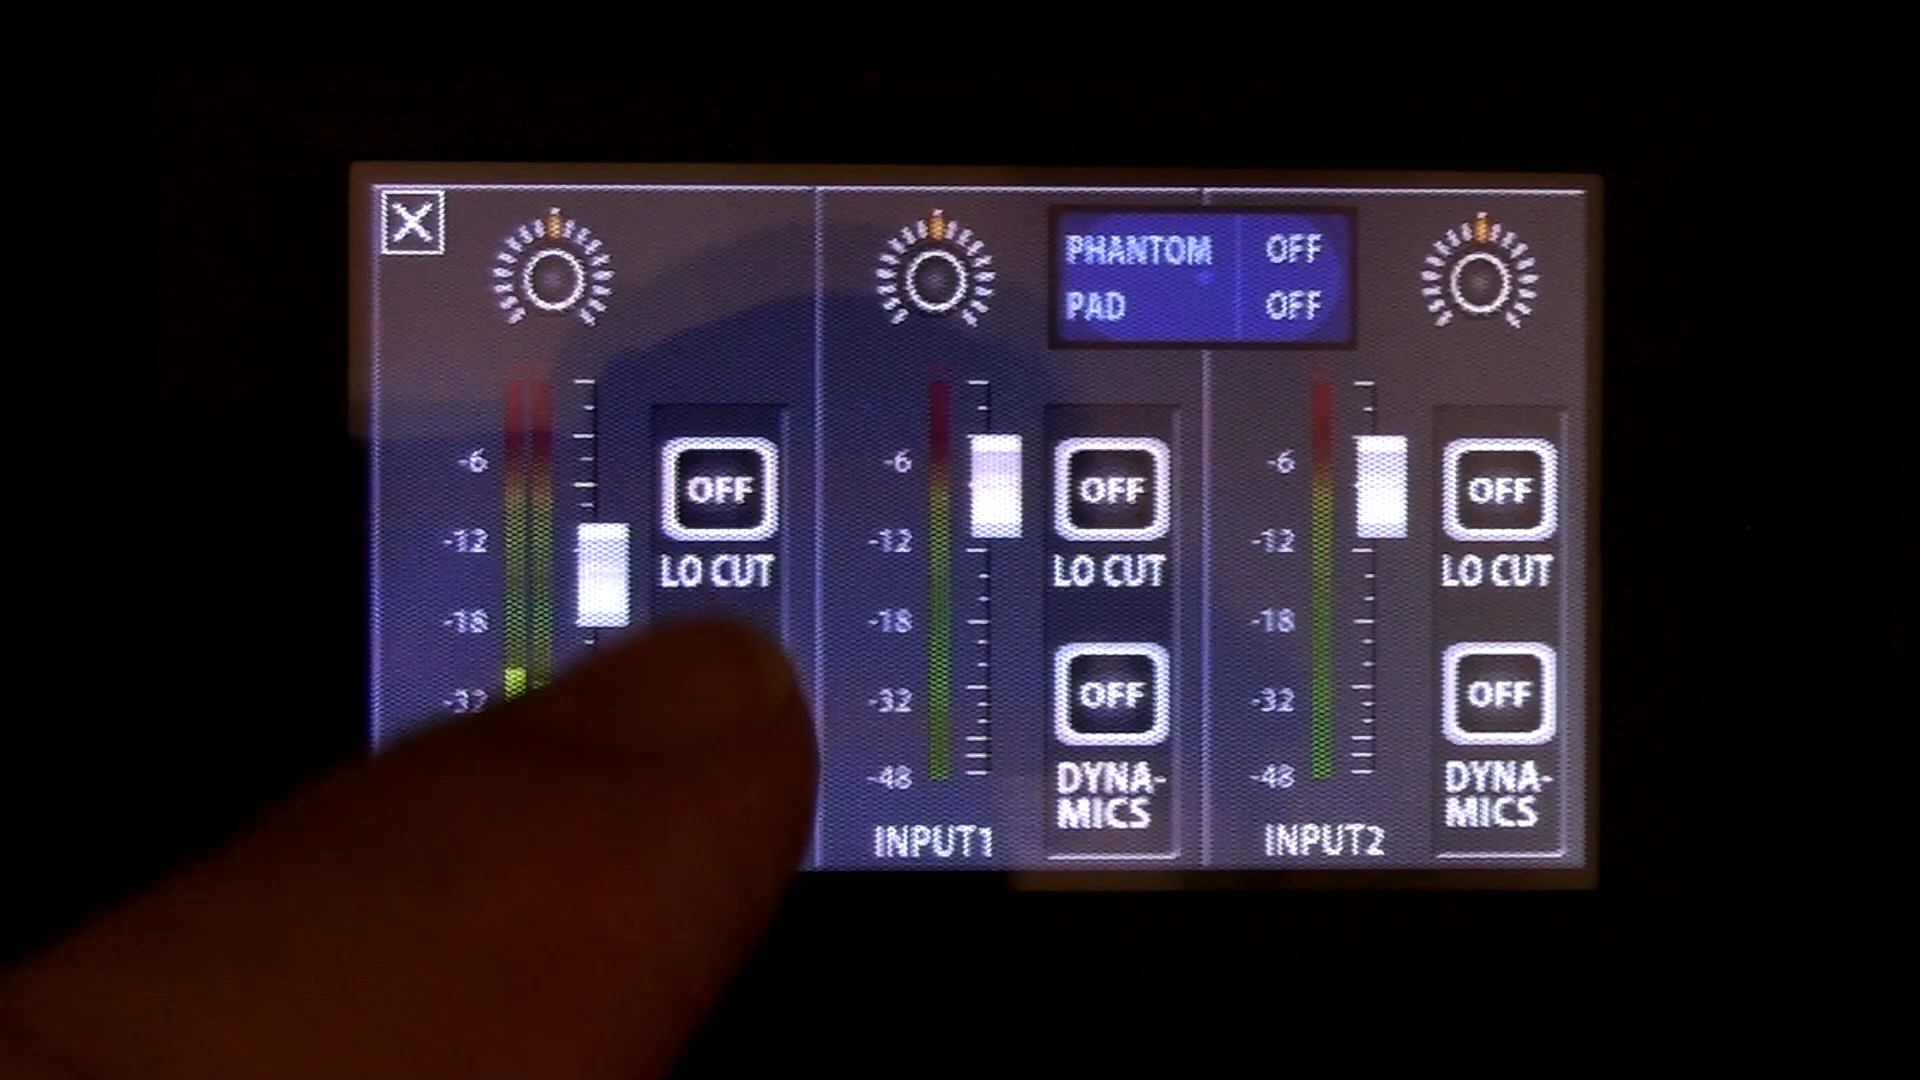 X
PHANTOM OFF
PAD OFF
-6
-12
-18
-32
OFF
LO CUT
-6
-12
-18
-32
-48
INPUT1
OFF
LO CUT
OFF
DYNA-
MICS
-6
-12
-18
-32
-48
INPUT2
OFF
LO CUT
OFF
DYNA-
MICS